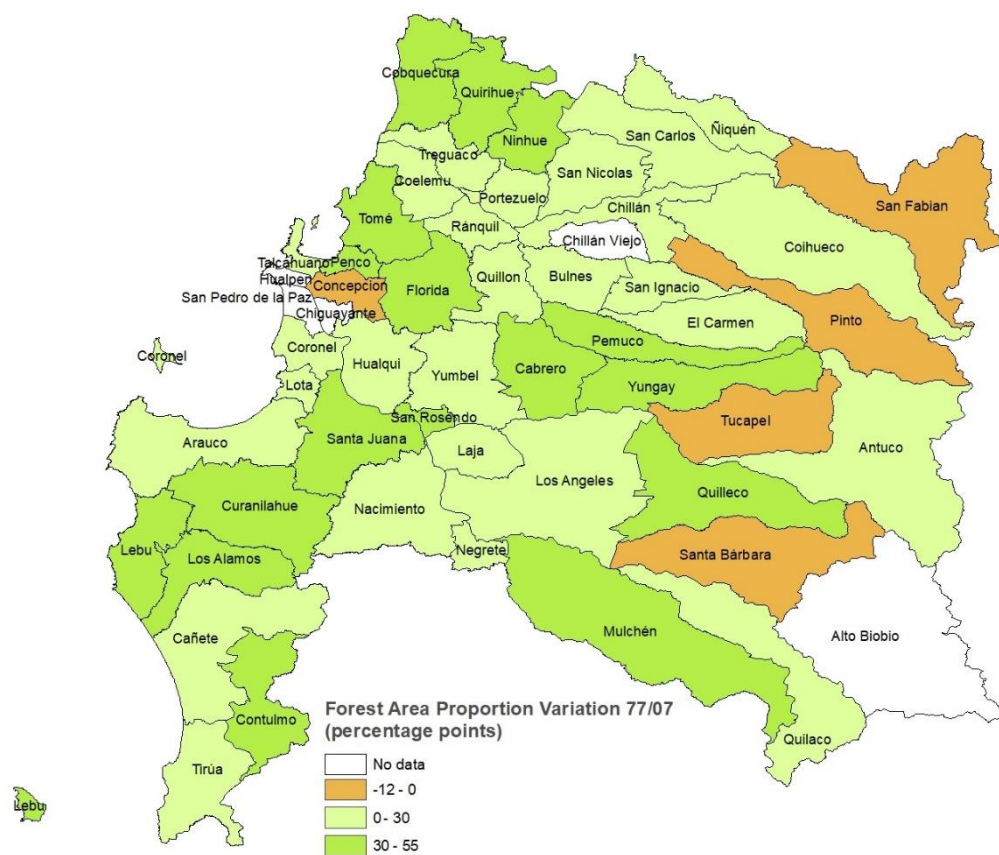 Cobquecura
Quirihue
Ninhue
Ñiquén
San Carlos
Treguaco
San Nicolas
Coelemu
Portezuelo
San Fabian
Tomé
Chillán
Ránquil
Chillán Viejo
Coihueco
Talcahuano
Penco
Hualpen
Concepcion
Florida
Quillon
Bulnes
San Ignacio
San Pedro de la Paz
Chiguayante
El Carmen
Pinto
Coronel
Coronel
Pemuco
Hualqui
Yumbel
Cabrero
Yungay
Lota
San Rosendo
Tucapel
Arauco
Santa Juana
Laja
Antuco
Los Angeles
Quilleco
Curanilahue
Nacimiento
Lebu
Los Alamos
Negrete
Santa Bárbara
Cañete
Mulchén
Alto Biobio
Contulmo
Quilaco
Tirúa
Lebu
Forest Area Proportion Variation 77/07
(percentage points)
No data
-12 - 0
0 - 30
30 - 55